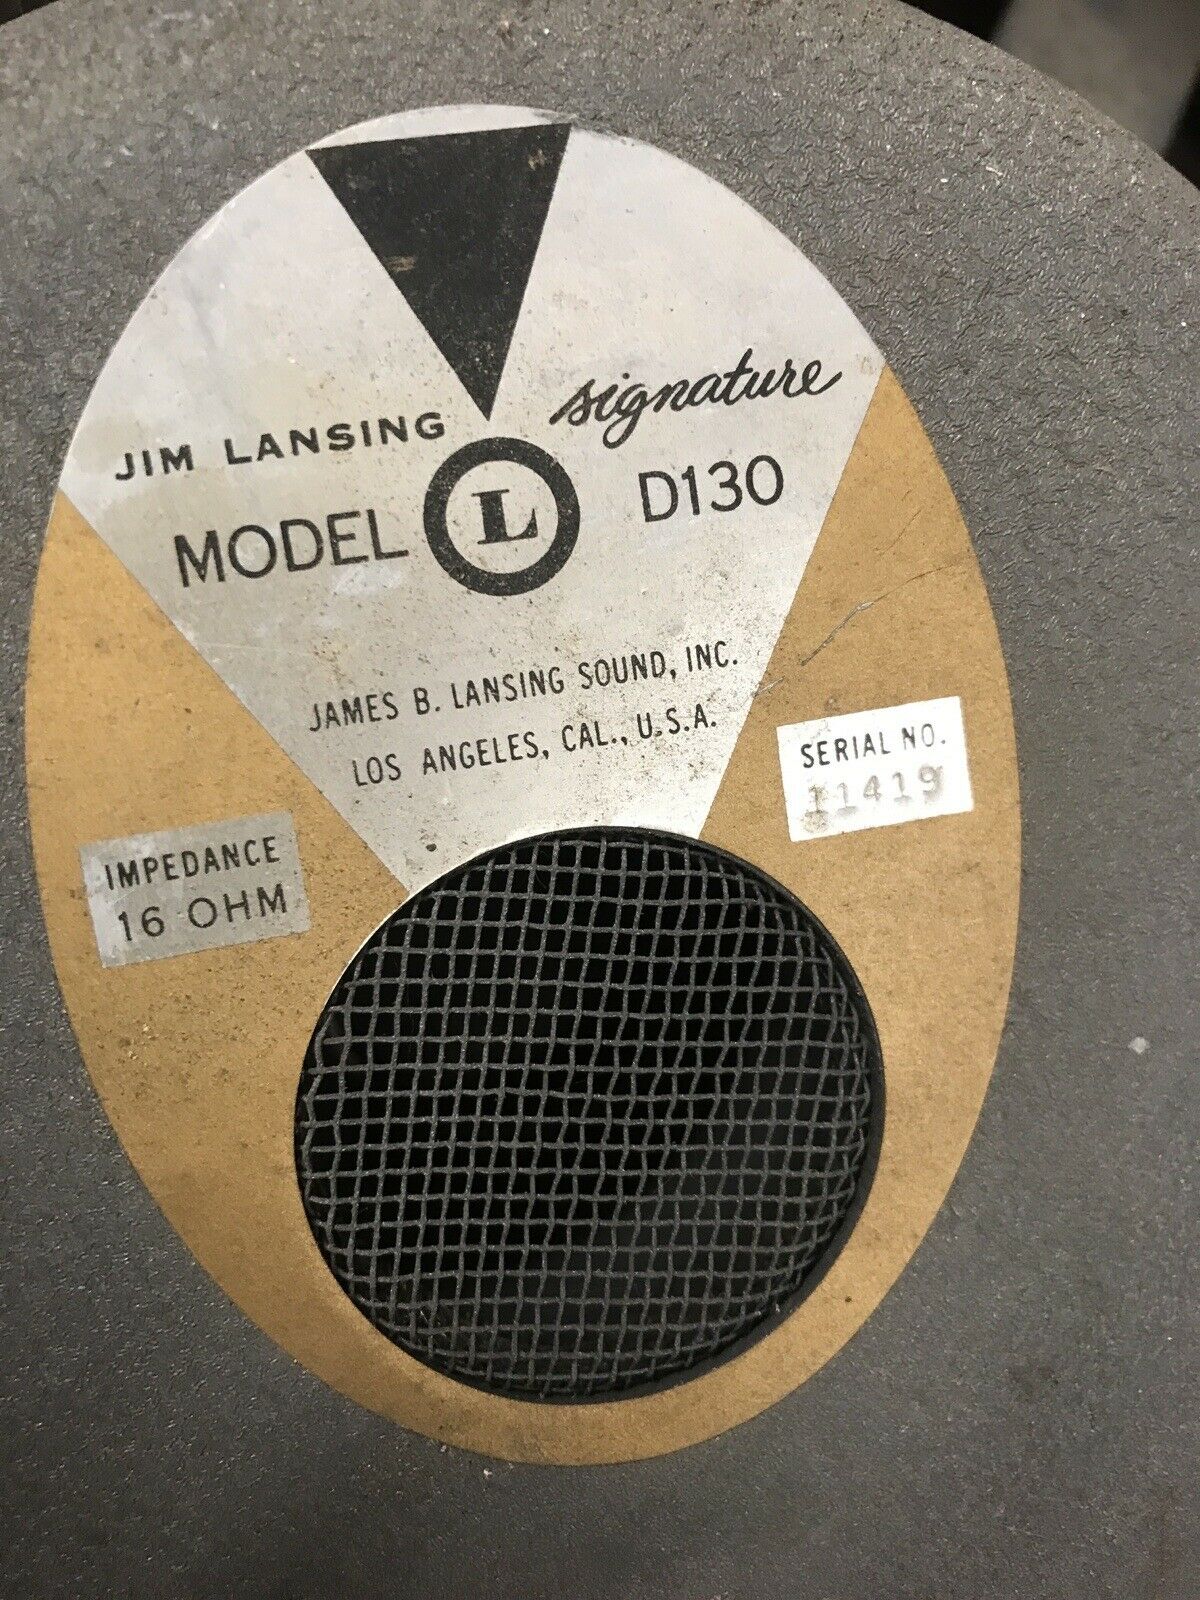 JIM LANSING signature
MODEL L D130
JAMES B. LANSING SOUND, INC.
LOS ANGELES, CAL., U.S.A.
SERIAL NO.
11419
IMPEDANCE
16 OHM